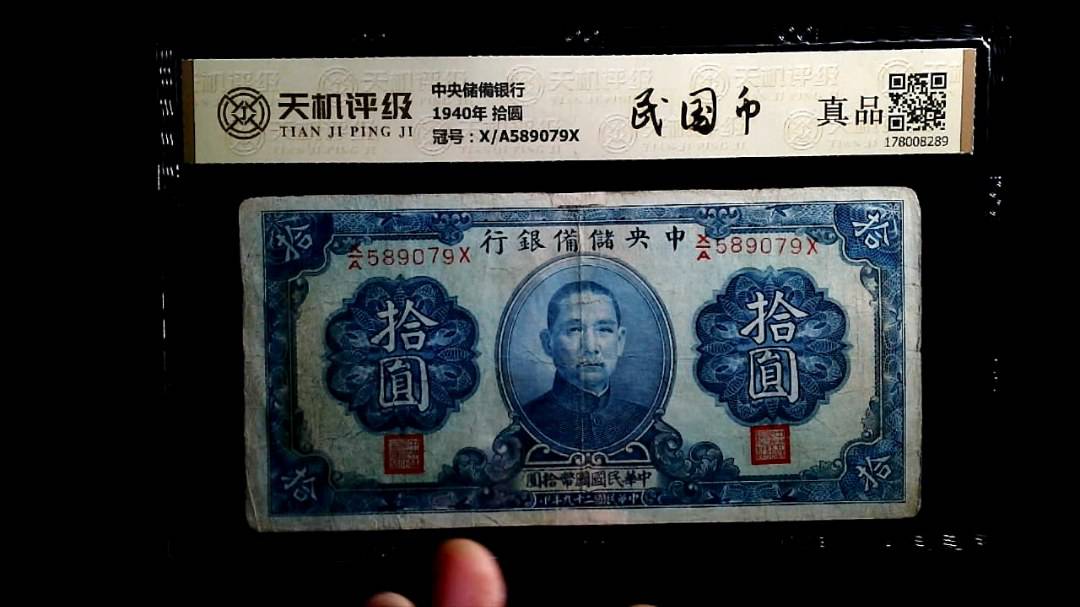 天机评级
TIAN JI PING JI
中央储备银行
1940年 拾圆
冠号：X/A589079X
民国币
真品
178008289
拾
拾
行銀備儲央中
X/A589079X
X/A589079X
拾圓
拾圓
圓拾幣國國民華中
印年九十二國民華中
拾
拾